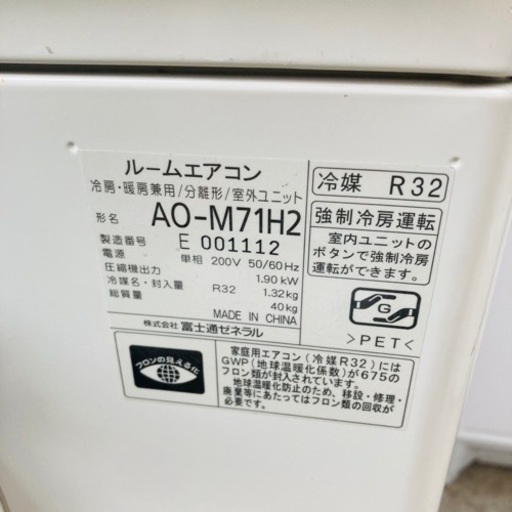 ルームエアコン
冷房・暖房兼用/分離形/室外ユニット
形名 AO-M71H2
製造番号 E 001112
電源 単相 200V 50/60Hz
圧縮機出力 1.90kW
冷媒名・封入量 R32 1.32kg
総質量 40kg
MADE IN CHINA
株式会社 富士通ゼネラル
冷媒 R32
強制冷房運転
室内ユニットの
ボタンで強制冷房
運転ができます。
G
>PET<
フロンの見える化
家庭用エアコン(冷媒R32)には
GWP(地球温暖化係数)が675の
フロン類が封入されています。
地球温暖化防止のため、移設・修理・
廃棄等にあたってはフロン類の回収が
必要です。